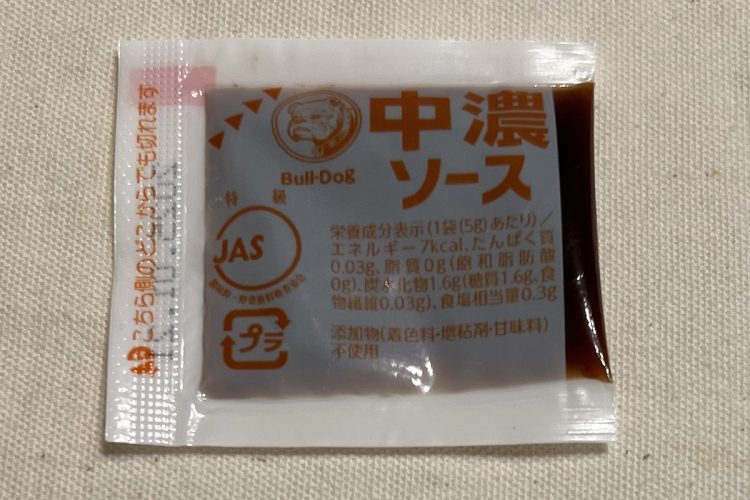 中濃
ソース
Bull-Dog
特級
JAS
プラ
栄養成分表示(1袋(5g)あたり)/
エネルギー7kcal、たんぱく質
0.03g、脂質0g(飽和脂肪酸
0g)、炭水化物1.6g(糖質1.6g、食
物繊維0.03g)、食塩相当量0.3g
添加物(着色料・増粘剤・甘味料)
不使用
こちら側のどこからでも切れます